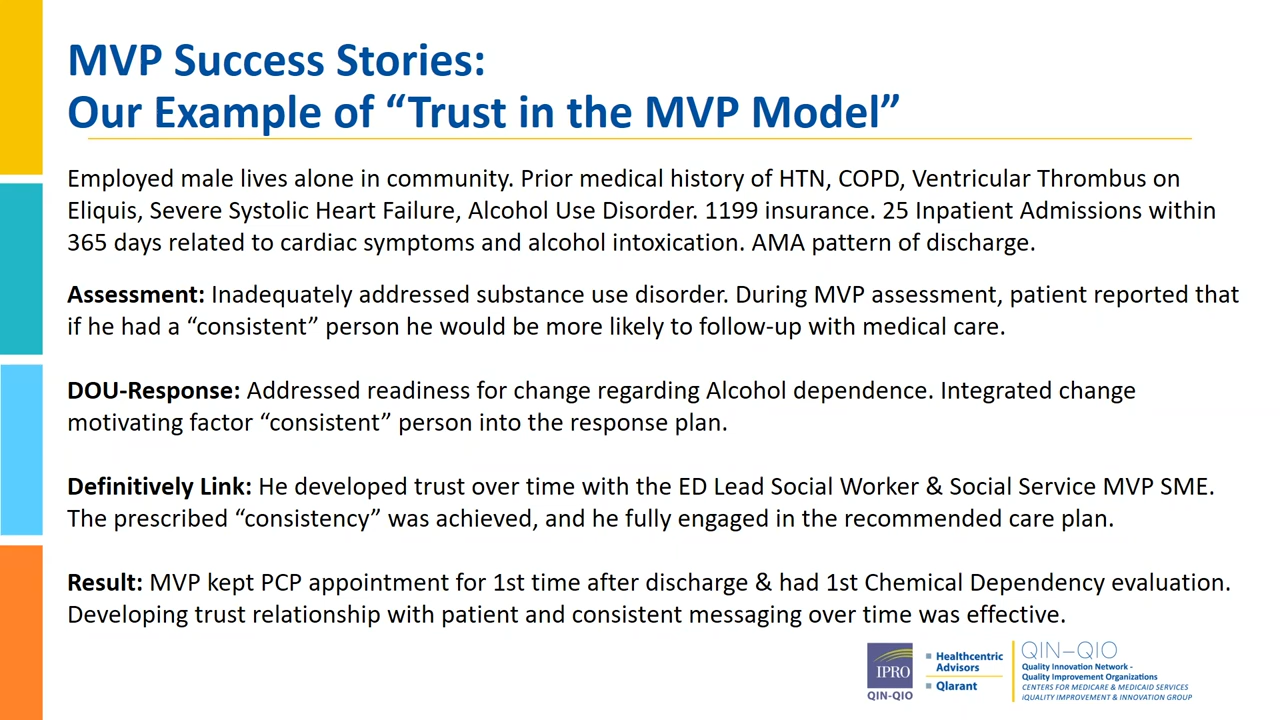 MVP Success Stories:
Our Example of “Trust in the MVP Model”
Employed male lives alone in community. Prior medical history of HTN, COPD, Ventricular Thrombus on
Eliquis, Severe Systolic Heart Failure, Alcohol Use Disorder. 1199 insurance. 25 Inpatient Admissions within
365 days related to cardiac symptoms and alcohol intoxication. AMA pattern of discharge.
Assessment: Inadequately addressed substance use disorder. During MVP assessment, patient reported that
if he had a “consistent” person he would be more likely to follow-up with medical care.
DOU-Response: Addressed readiness for change regarding Alcohol dependence. Integrated change
motivating factor “consistent” person into the response plan.
Definitively Link: He developed trust over time with the ED Lead Social Worker & Social Service MVP SME.
The prescribed “consistency” was achieved, and he fully engaged in the recommended care plan.
Result: MVP kept PCP appointment for 1st time after discharge & had 1st Chemical Dependency evaluation.
Developing trust relationship with patient and consistent messaging over time was effective.
IPRO
QIN-QIO
Healthcentric
Advisors
Qlarant
QIN–QIO
Quality Innovation Network -
Quality Improvement Organizations
CENTERS FOR MEDICARE & MEDICAID SERVICES
iQUALITY IMPROVEMENT & INNOVATION GROUP